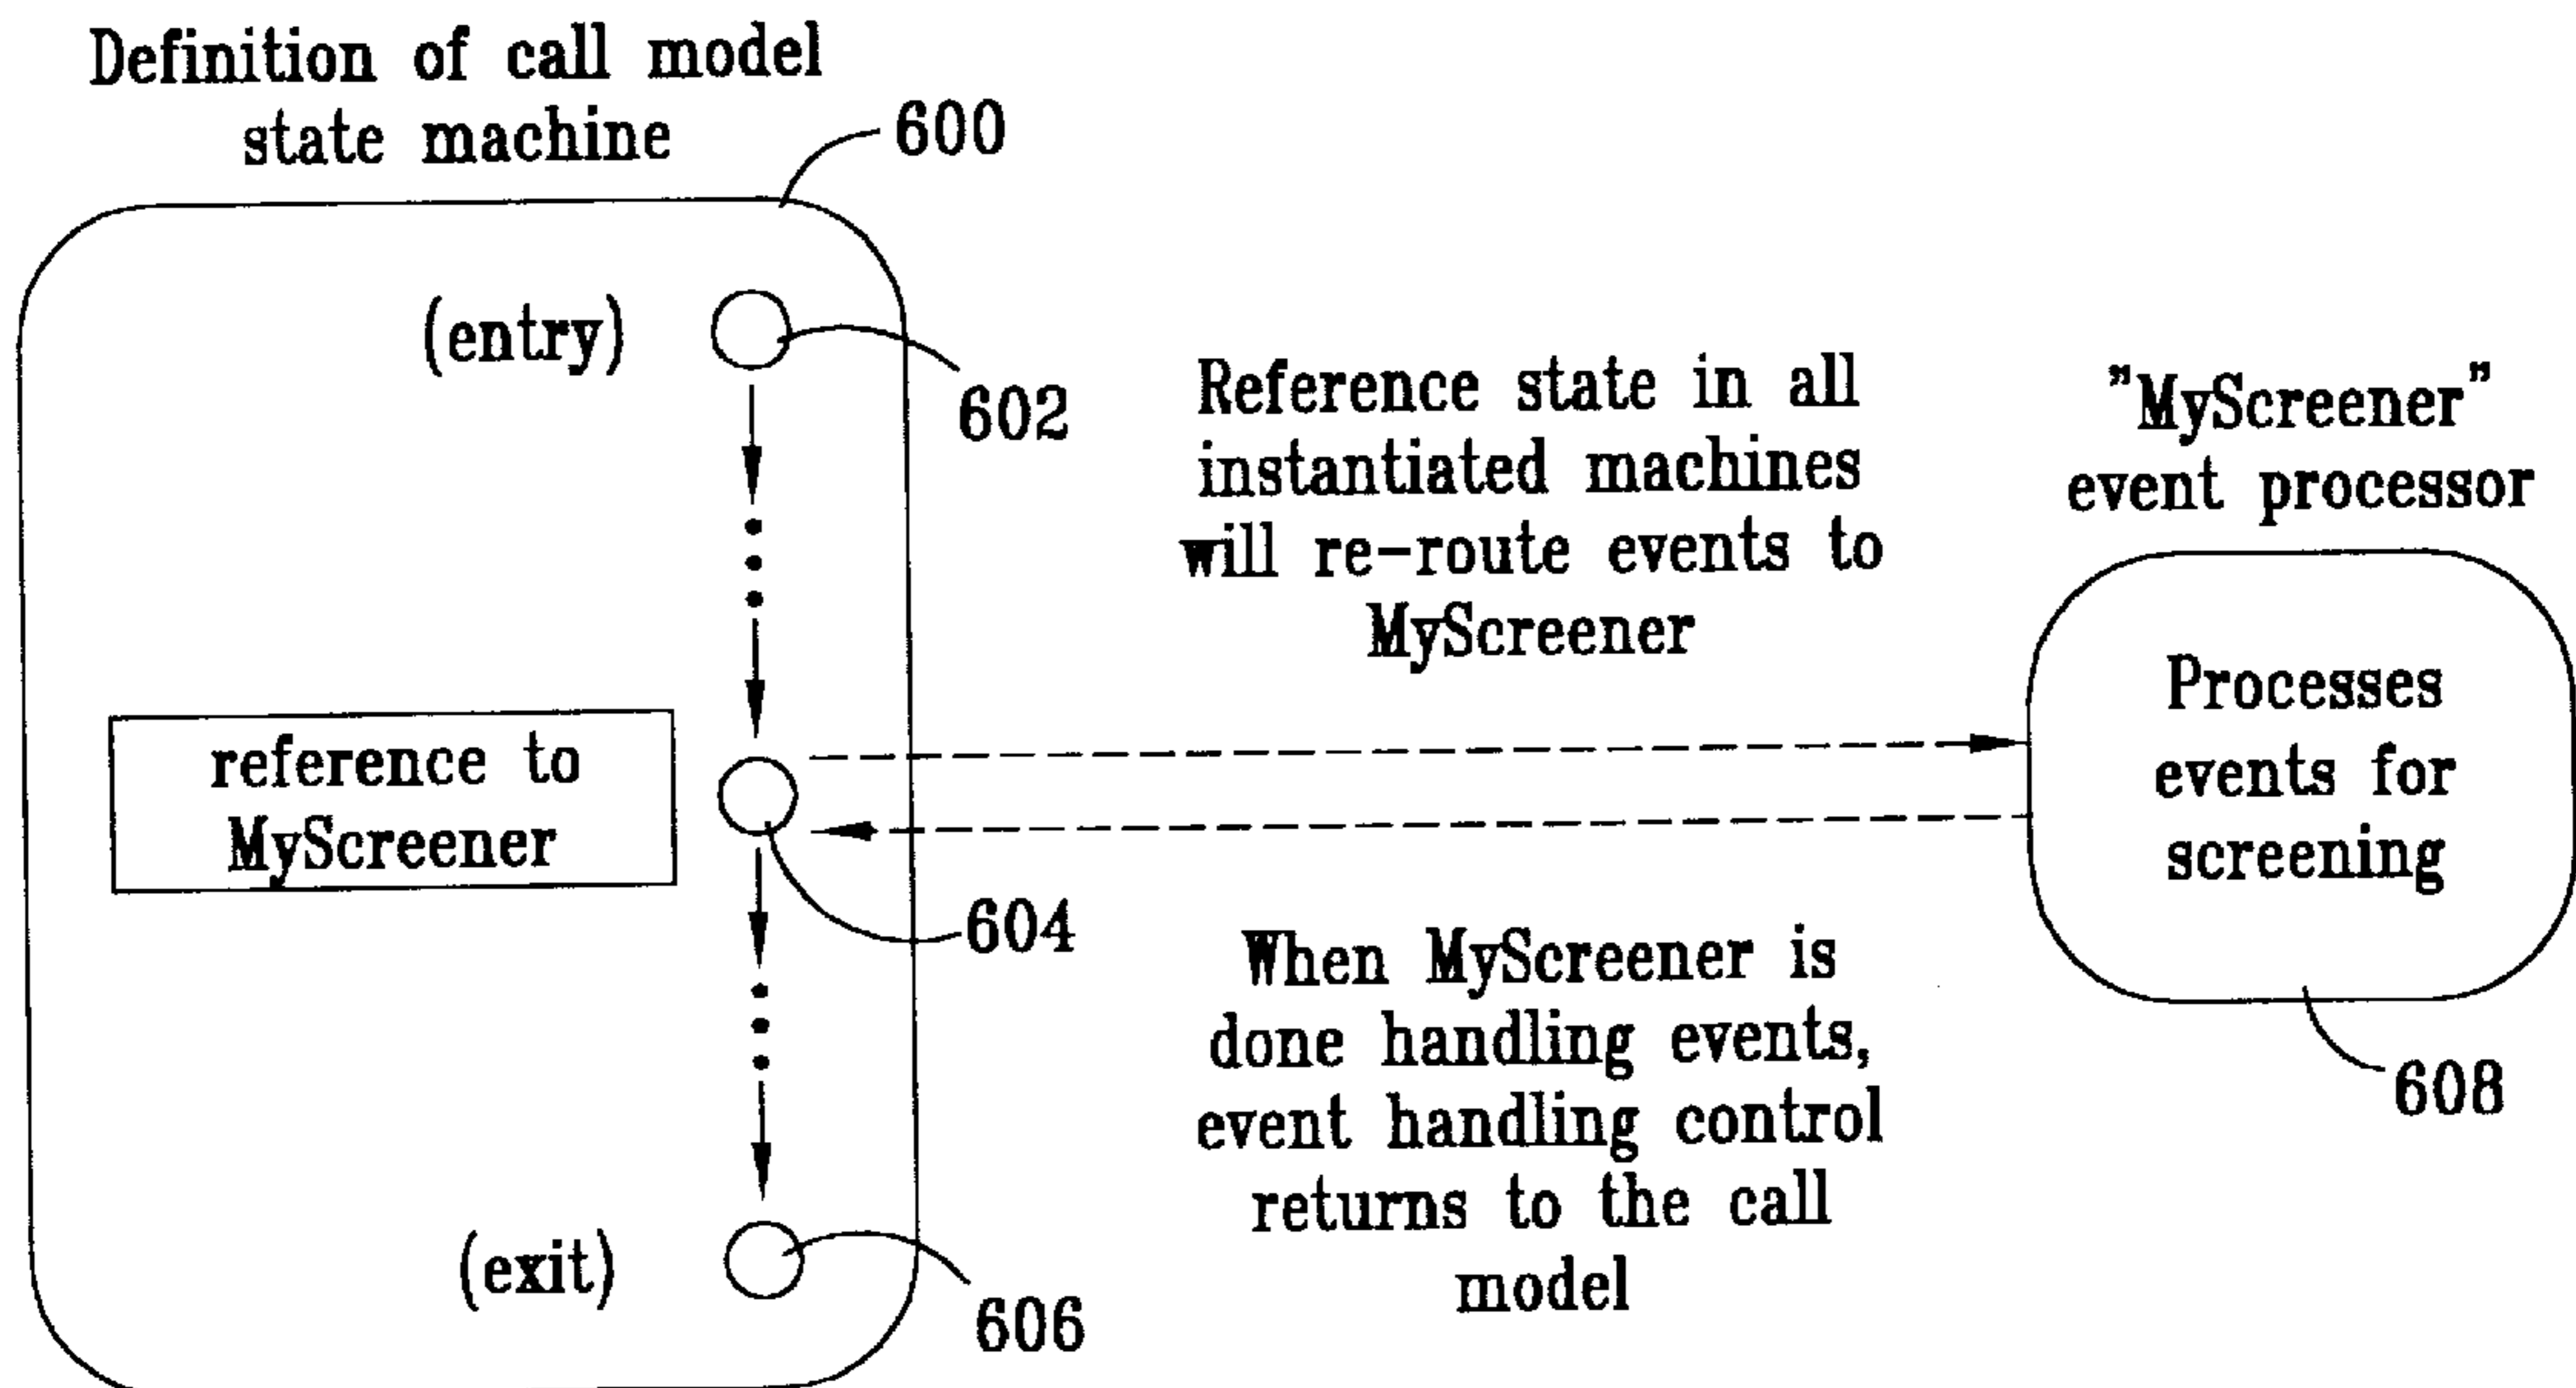 Definition of call model
state machine
600
(entry)
602
Reference state in all
instantiated machines
will re-route events to
MyScreener
"MyScreener"
event processor
reference to
MyScreener
604
Processes
events for
screening
608
When MyScreener is
done handling events,
event handling control
returns to the call
model
(exit)
606